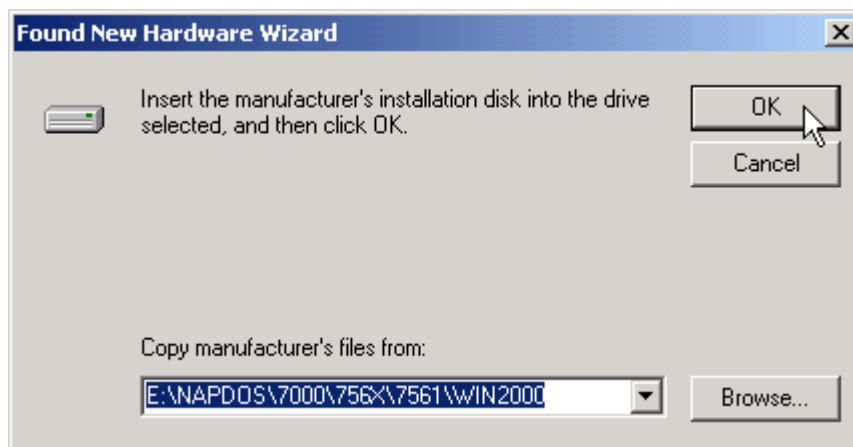 Found New Hardware Wizard
Insert the manufacturer's installation disk into the drive
selected, and then click OK.
OK
Cancel
Copy manufacturer's files from:
E:\NAPDOS\7000\756X\7561\WIN2000
Browse...